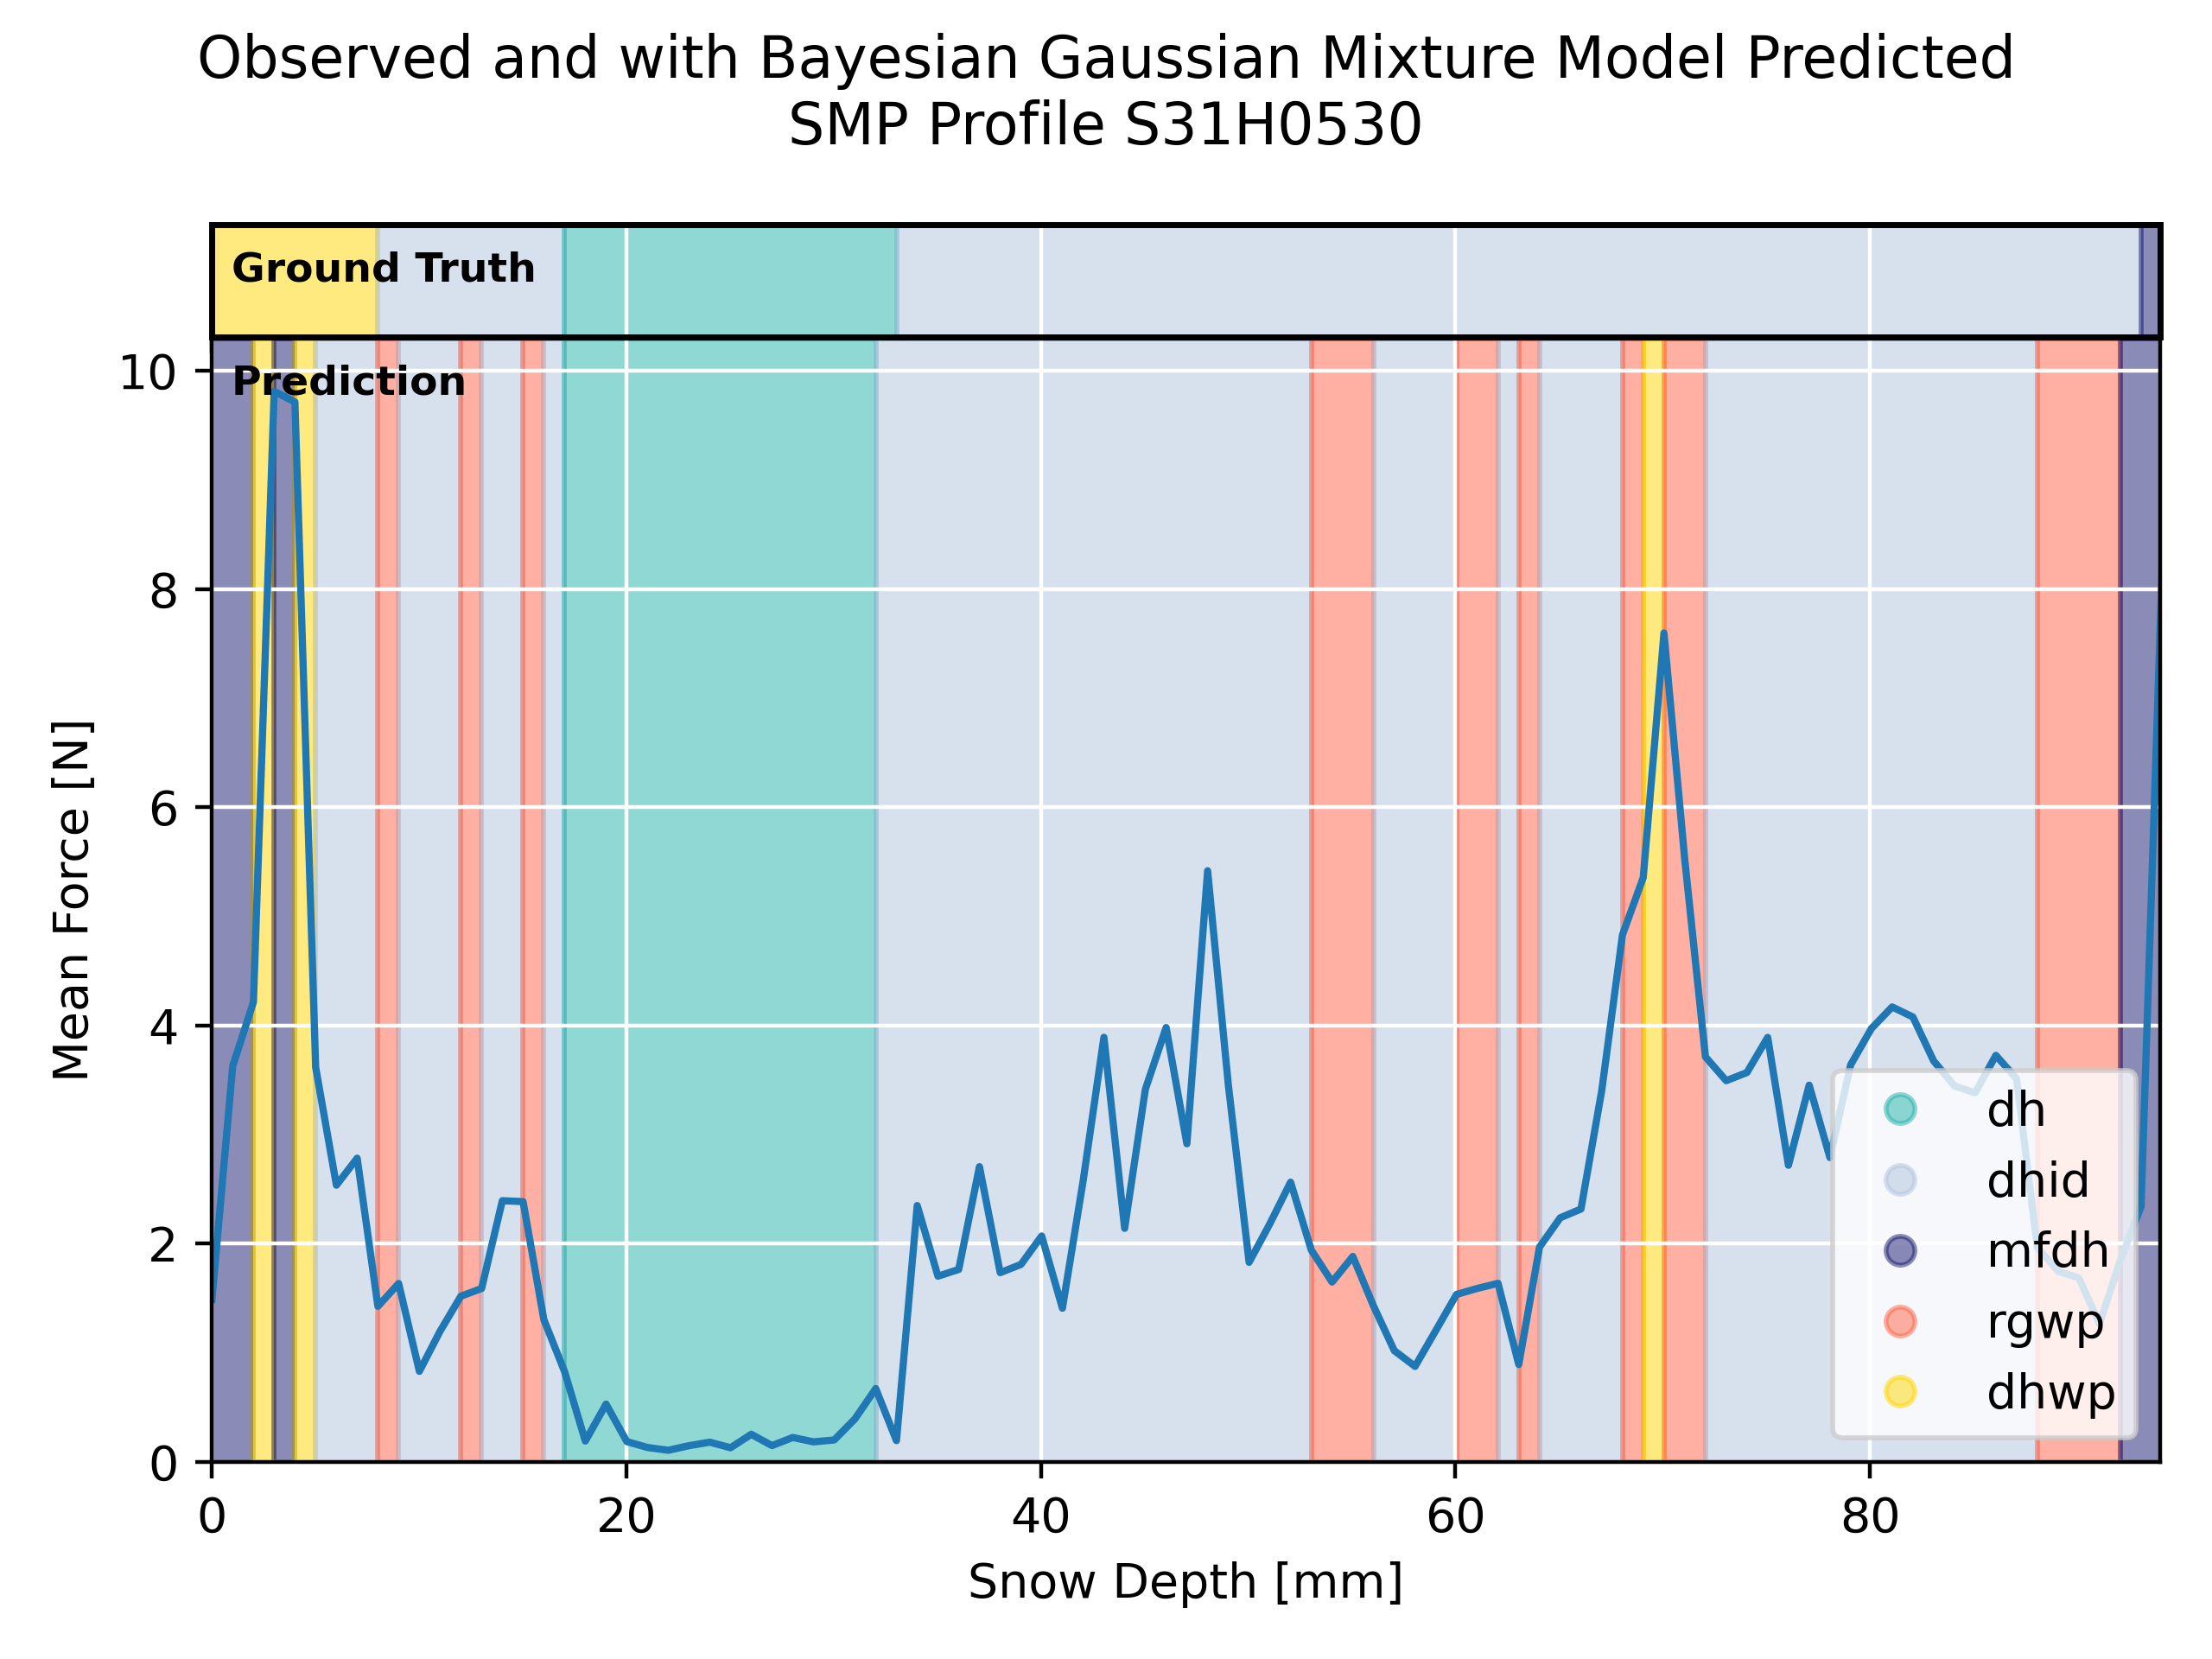 Observed and with Bayesian Gaussian Mixture Model Predicted
SMP Profile S31H0530
Ground Truth
Prediction
10
8
6
4
2
0
Mean Force [N]
0 20 40 60 80
Snow Depth [mm]
dh
dhid
mfdh
rgwp
dhwp